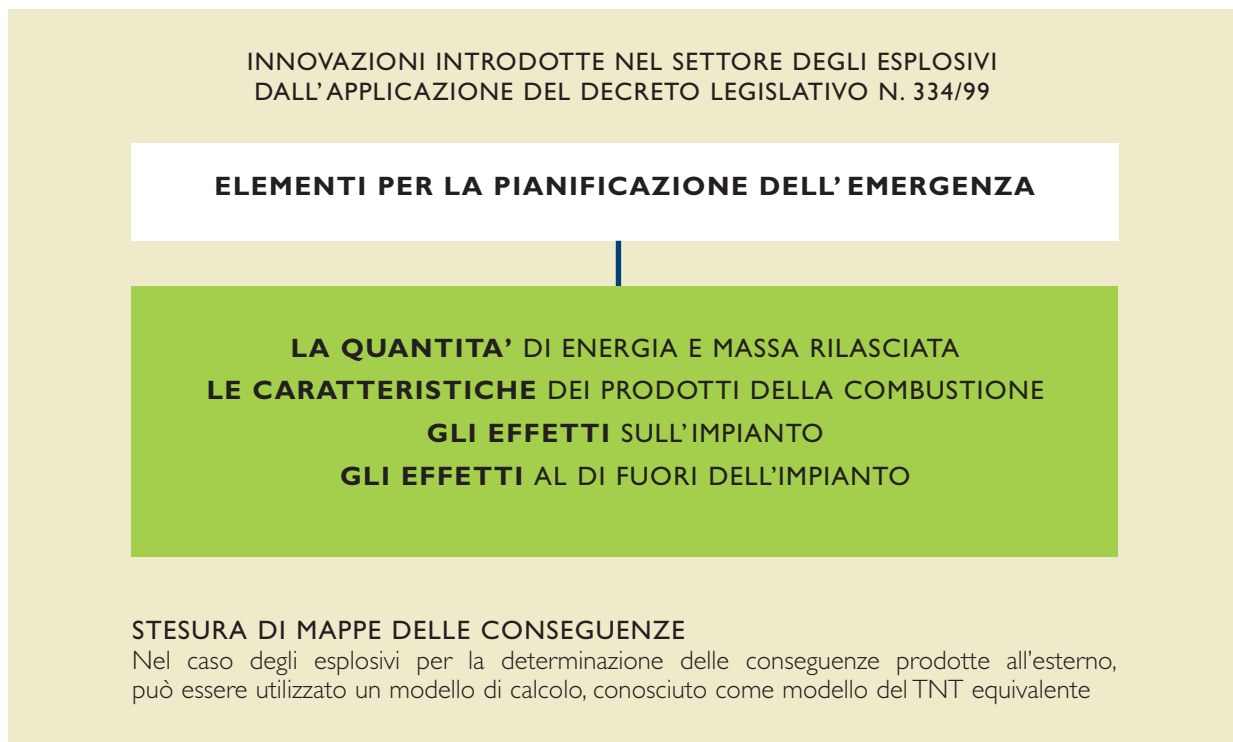 INNOVAZIONI INTRODOTTE NEL SETTORE DEGLI ESPLOSIVI
DALL'APPLICAZIONE DEL DECRETO LEGISLATIVO N. 334/99
ELEMENTI PER LA PIANIFICAZIONE DELL'EMERGENZA
LA QUANTITA' DI ENERGIA E MASSA RILASCIATA
LE CARATTERISTICHE DEI PRODOTTI DELLA COMBUSTIONE
GLI EFFETTI SULL'IMPIANTO
GLI EFFETTI AL DI FUORI DELL'IMPIANTO
STESURA DI MAPPE DELLE CONSEGUENZE
Nel caso degli esplosivi per la determinazione delle conseguenze prodotte all'esterno,
può essere utilizzato un modello di calcolo, conosciuto come modello del TNT equivalente